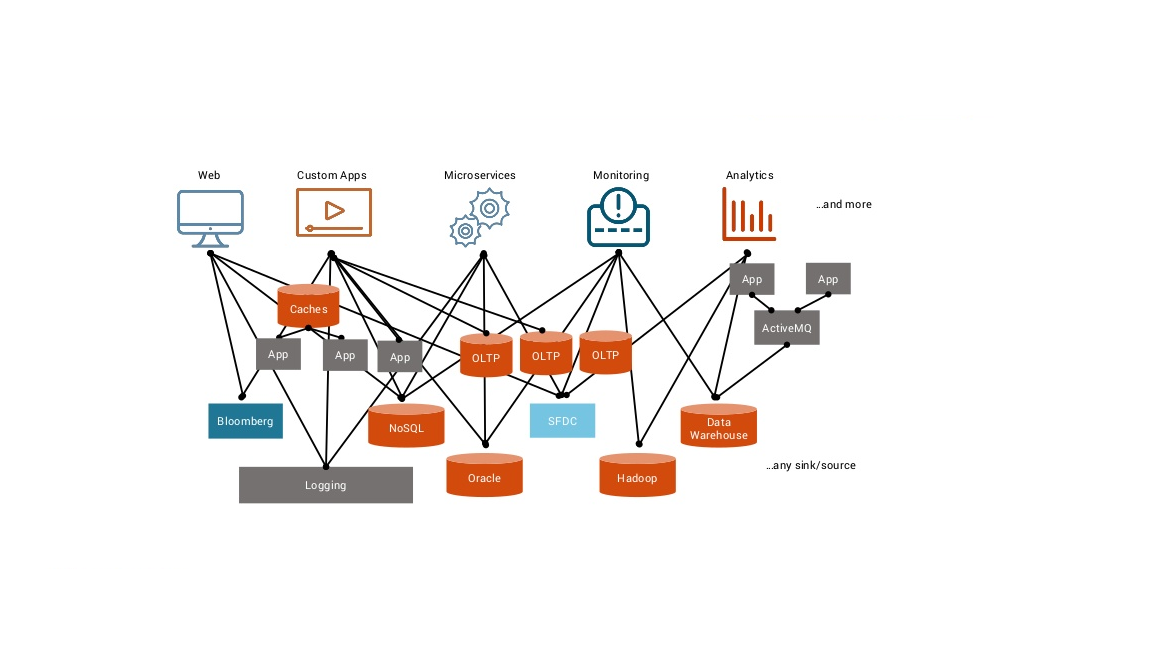 Web
Custom Apps
Microservices
Monitoring
Analytics
...and more
App
App
Caches
ActiveMQ
App
App
App
OLTP
OLTP
OLTP
Bloomberg
NoSQL
SFDC
Data
Warehouse
...any sink/source
Logging
Oracle
Hadoop